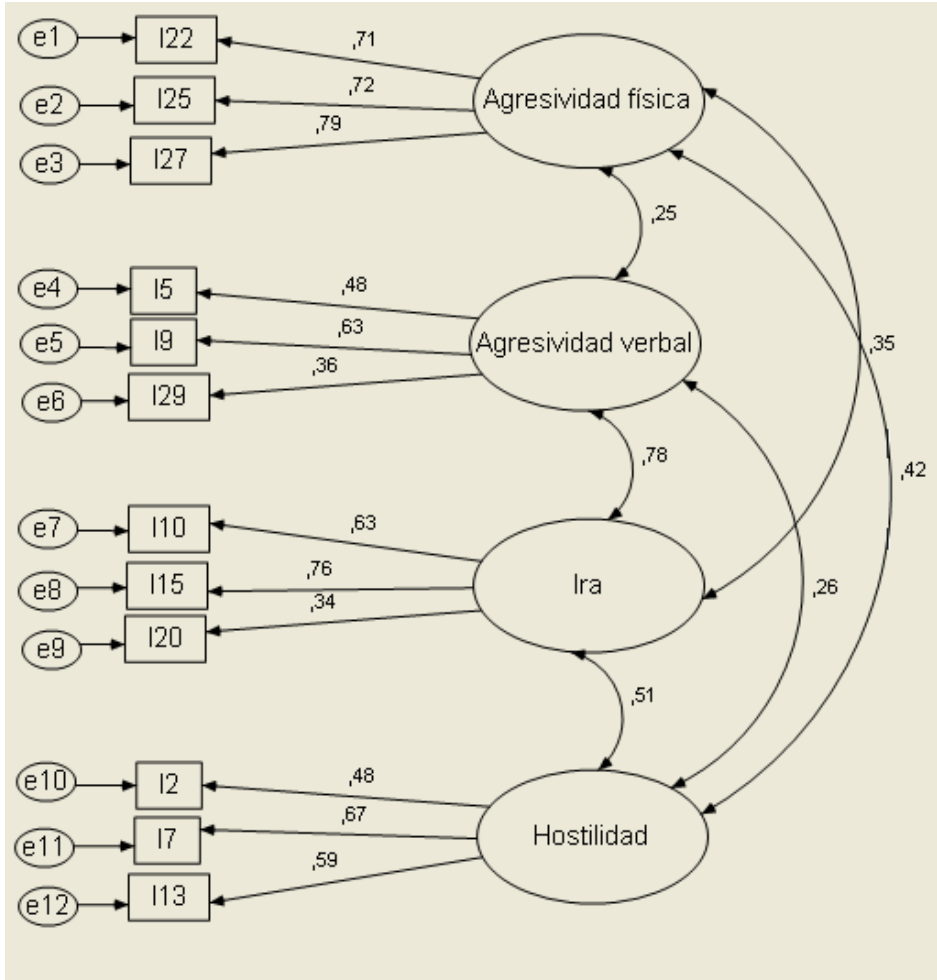 e1
I22
,71
e2
I25
,72
Agresividad física
e3
I27
,79
,25
e4
I5
,48
e5
I9
,63
Agresividad verbal
,35
e6
I29
,36
,78
,42
e7
I10
,63
e8
I15
,76
Ira
,26
e9
I20
,34
,51
e10
I2
,48
e11
I7
,67
Hostilidad
e12
I13
,59